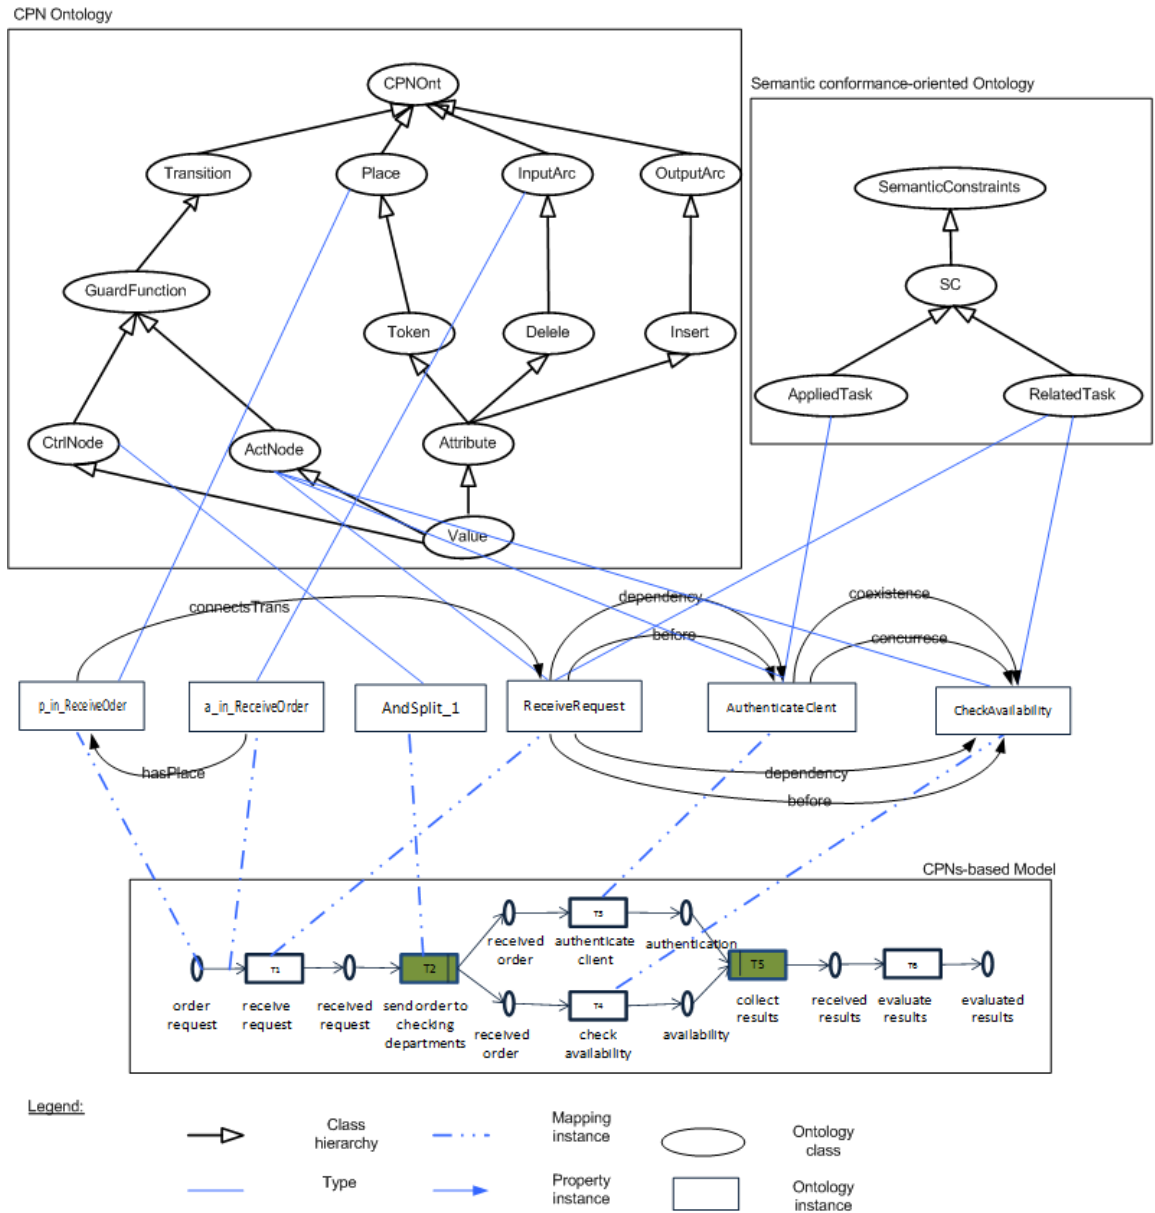 CPN Ontology
CPNOnt
Semantic conformance-oriented Ontology
Transition
Place
InputArc
OutputArc
SemanticConstraints
GuardFunction
SC
Token
Delele
Insert
AppliedTask
RelatedTask
CtrlNode
ActNode
Attribute
Value
connectsTrans
dependency
coexistence
before
concurrece
p_in_ReceiveOder
a_in_ReceiveOrder
AndSplit_1
ReceiveRequest
AuthenticateClent
CheckAvailability
hasPlace
dependency
before
CPNs-based Model
T3
received
order
authenticate
client
authentication
T1
T2
T5
T6
order
request
receive
request
received
request
send order to
checking
departments
T4
received
order
check
availability
availability
collect
results
received
results
evaluate
results
evaluated
results
Legend:
Class
hierarchy
Mapping
instance
Ontology
class
Type
Property
instance
Ontology
instance